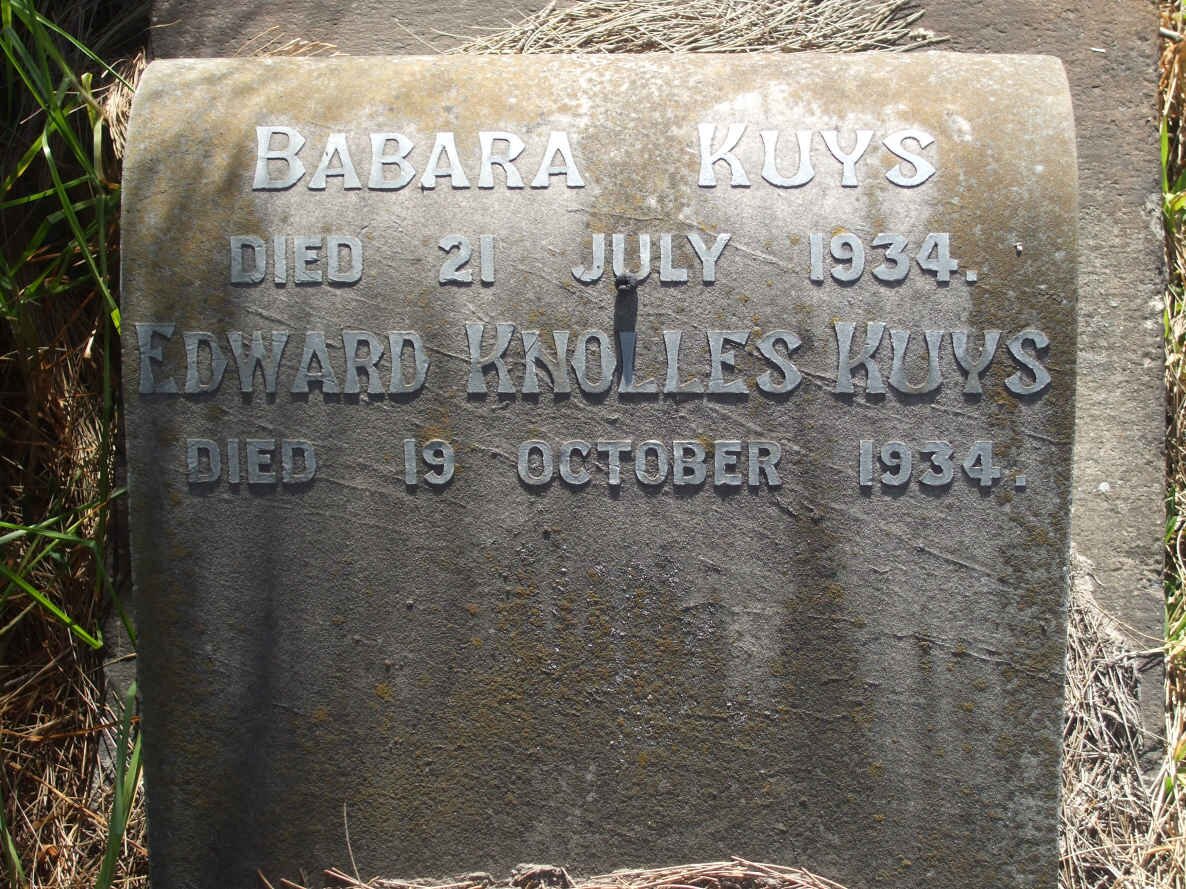 BABARA KUYS
DIED 21 JULY 1934.
EDWARD KNOLLES KUYS
DIED 19 OCTOBER 1934.